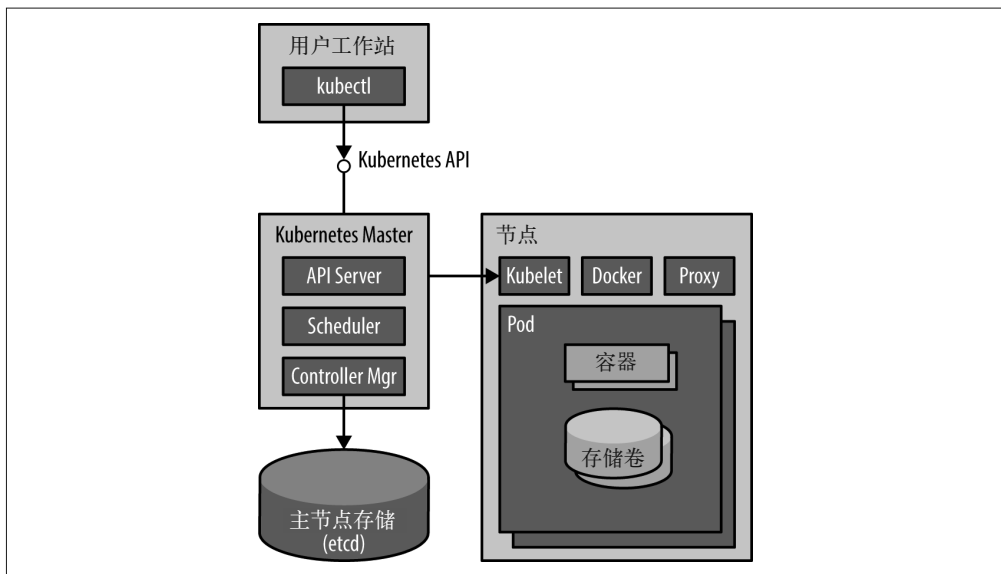 用户工作站
kubectl
Kubernetes API
Kubernetes Master
API Server
Scheduler
Controller Mgr
主节点存储
(etcd)
节点
Kubelet
Docker
Proxy
Pod
容器
存储卷